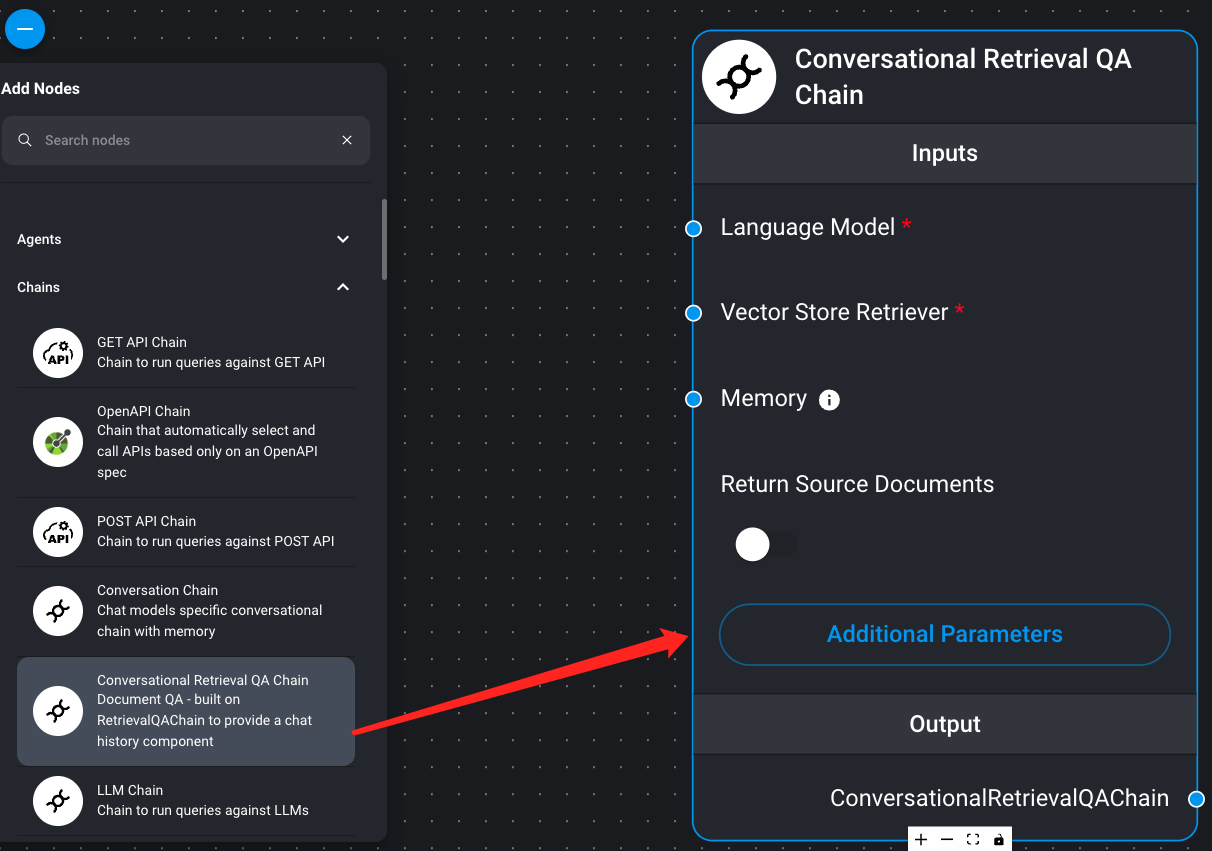 Add Nodes
Search nodes
Agents
Chains
API
GET API Chain
Chain to run queries against GET API
OpenAPI Chain
Chain that automatically select and
call APIs based only on an OpenAPI
spec
API
POST API Chain
Chain to run queries against POST API
Conversation Chain
Chat models specific conversational
chain with memory
Conversational Retrieval QA Chain
Document QA - built on
RetrievalQAChain to provide a chat
history component
LLM Chain
Chain to run queries against LLMs
Conversational Retrieval QA
Chain
Inputs
Language Model *
Vector Store Retriever *
Memory
Return Source Documents
Additional Parameters
Output
ConversationalRetrievalQAChain